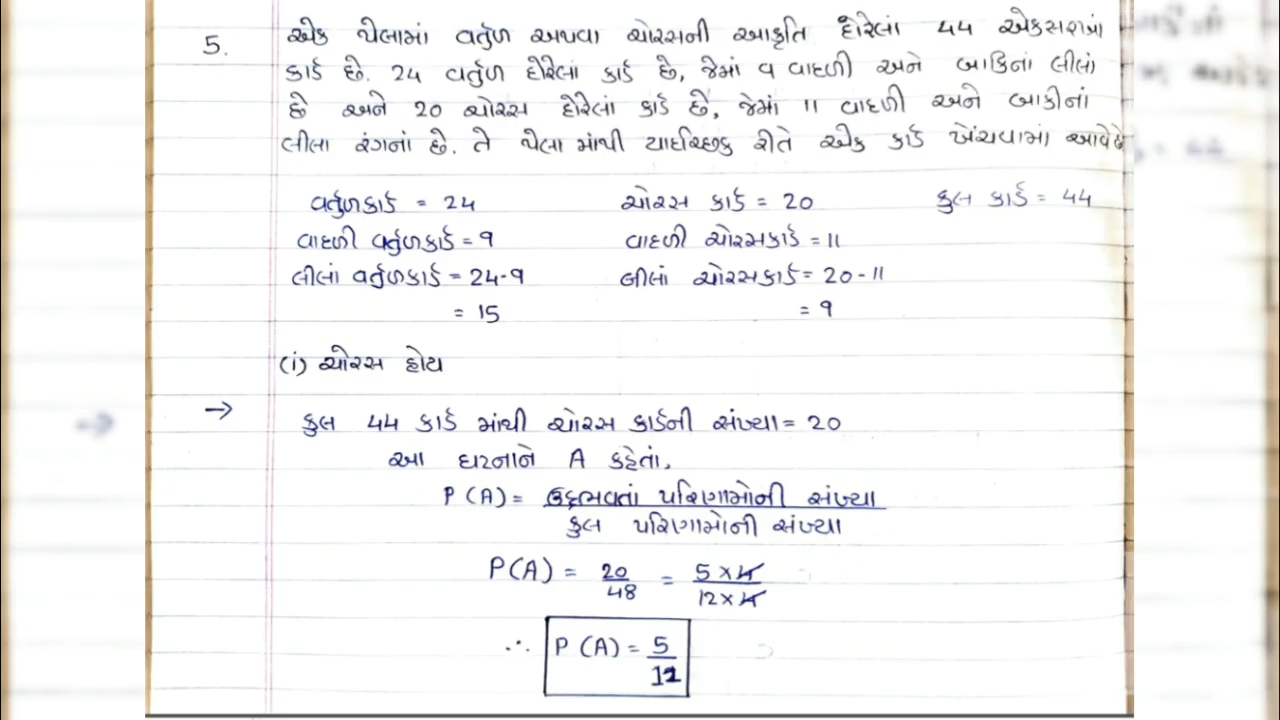 5. એક થેલામાં વર્તુળ અથવા ચોરસની આકૃતિ દોરેલાં 44 એકસરખાં
કાર્ડ છે. 24 વર્તુળ દોરેલાં કાર્ડ છે, જેમાં ૧ વાદળી અને બાકિનાં લીલાં
છે અને 20 ચોરસ દોરેલાં કાર્ડ છે, જેમાં 11 વાદળી અને બાકીનાં
લીલા રંગનાં છે. તે થેલા માંથી યાદચ્છિક રીતે એક કાર્ડ ખેંચવામાં આવે છે
વર્તુળકાર્ડ = 24 ચોરસ કાર્ડ = 20 કુલ કાર્ડ = 44
વાદળી વર્તુળકાર્ડ = 9 વાદળી ચોરસકાર્ડ = 11
લીલાં વર્તુળકાર્ડ = 24-9 લીલાં ચોરસકાર્ડ = 20-11
= 15 = 9
(i) ચોરસ હોય
→ કુલ 44 કાર્ડ માંથી ચોરસ કાર્ડની સંખ્યા = 20
આ ઘટનાને A કહેતાં,
P (A) = ઉદ્દભવતાં પરિણામોની સંખ્યા
કુલ પરિણામોની સંખ્યા
P(A) = 20/48 = 5×4/12×4
∴ P (A) = 5/12